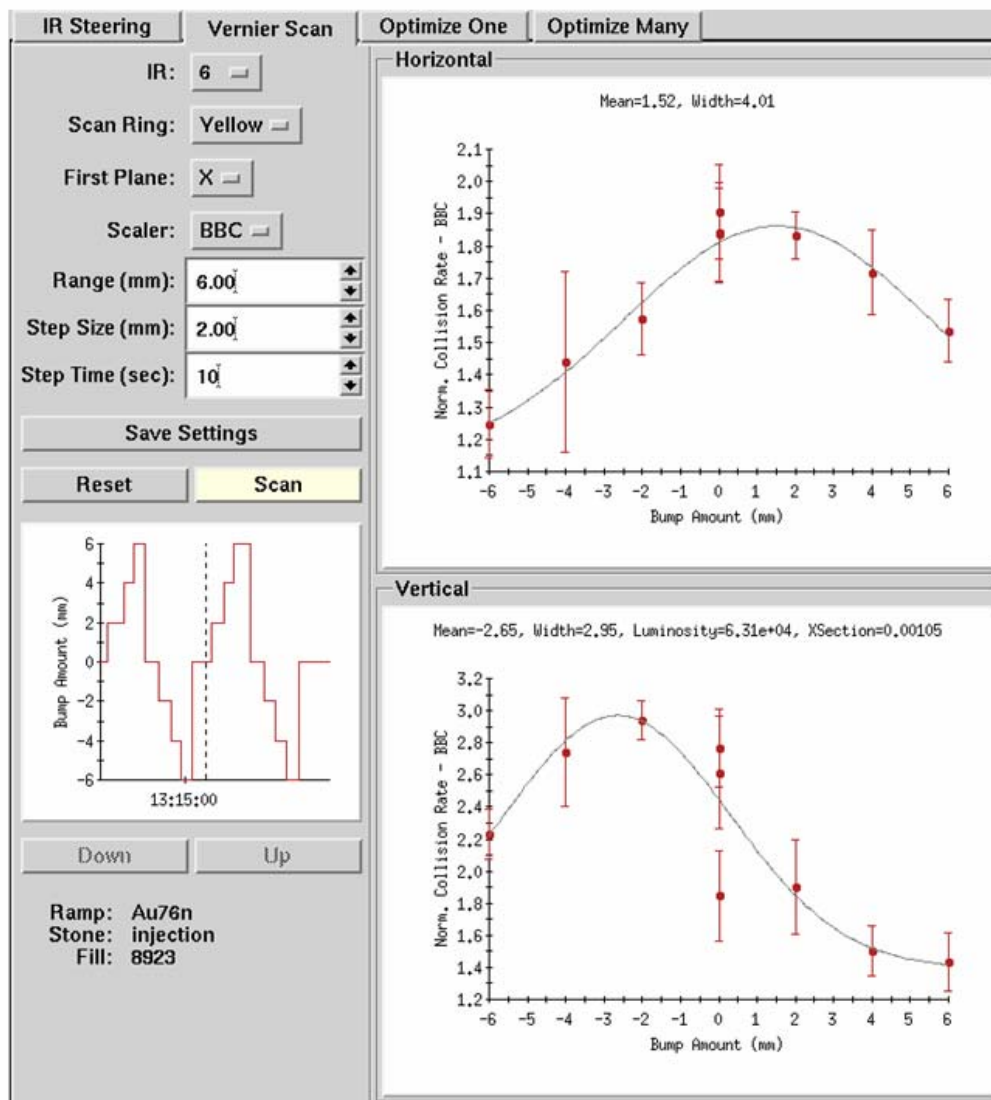 IR Steering
Vernier Scan
Optimize One
Optimize Many
IR: 6
Scan Ring: Yellow
First Plane: X
Scaler: BBC
Range (mm): 6.00
Step Size (mm): 2.00
Step Time (sec): 10
Save Settings
Reset
Scan
6
4
2
0
-2
-4
-6
Bump Amount (mm)
13:15:00
Down
Up
Ramp: Au76n
Stone: injection
Fill: 8923
Horizontal
Mean=1.52, Width=4.01
2.1
2.0
1.9
1.8
1.7
1.6
1.5
1.4
1.3
1.2
1.1
Norm. Collision Rate - BBC
-6 -5 -4 -3 -2 -1 0 1 2 3 4 5 6
Bump Amount (mm)
Vertical
Mean=-2.65, Width=2.95, Luminosity=6.31e+04, XSection=0.00105
3.2
3.0
2.8
2.6
2.4
2.2
2.0
1.8
1.6
1.4
1.2
Norm. Collision Rate - BBC
-6 -5 -4 -3 -2 -1 0 1 2 3 4 5 6
Bump Amount (mm)